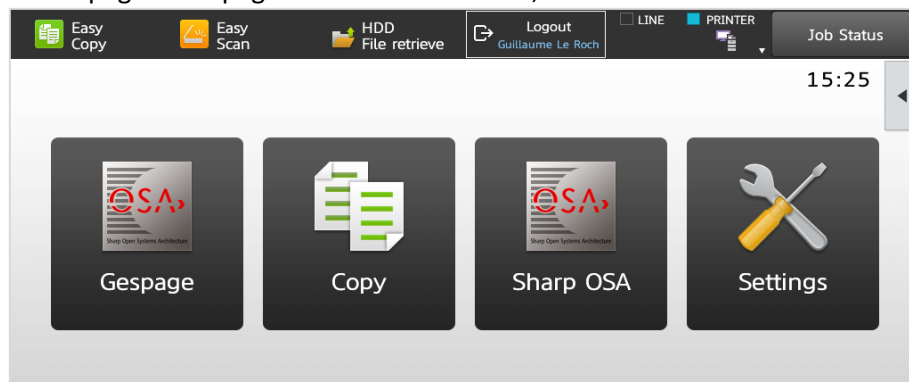 Easy
Copy
Easy
Scan
HDD
File retrieve
Logout
Guillaume Le Roch
LINE
PRINTER
Job Status
15:25
OSA
Sharp Open Systems Architecture
Gespage
Copy
OSA
Sharp Open Systems Architecture
Sharp OSA
Settings